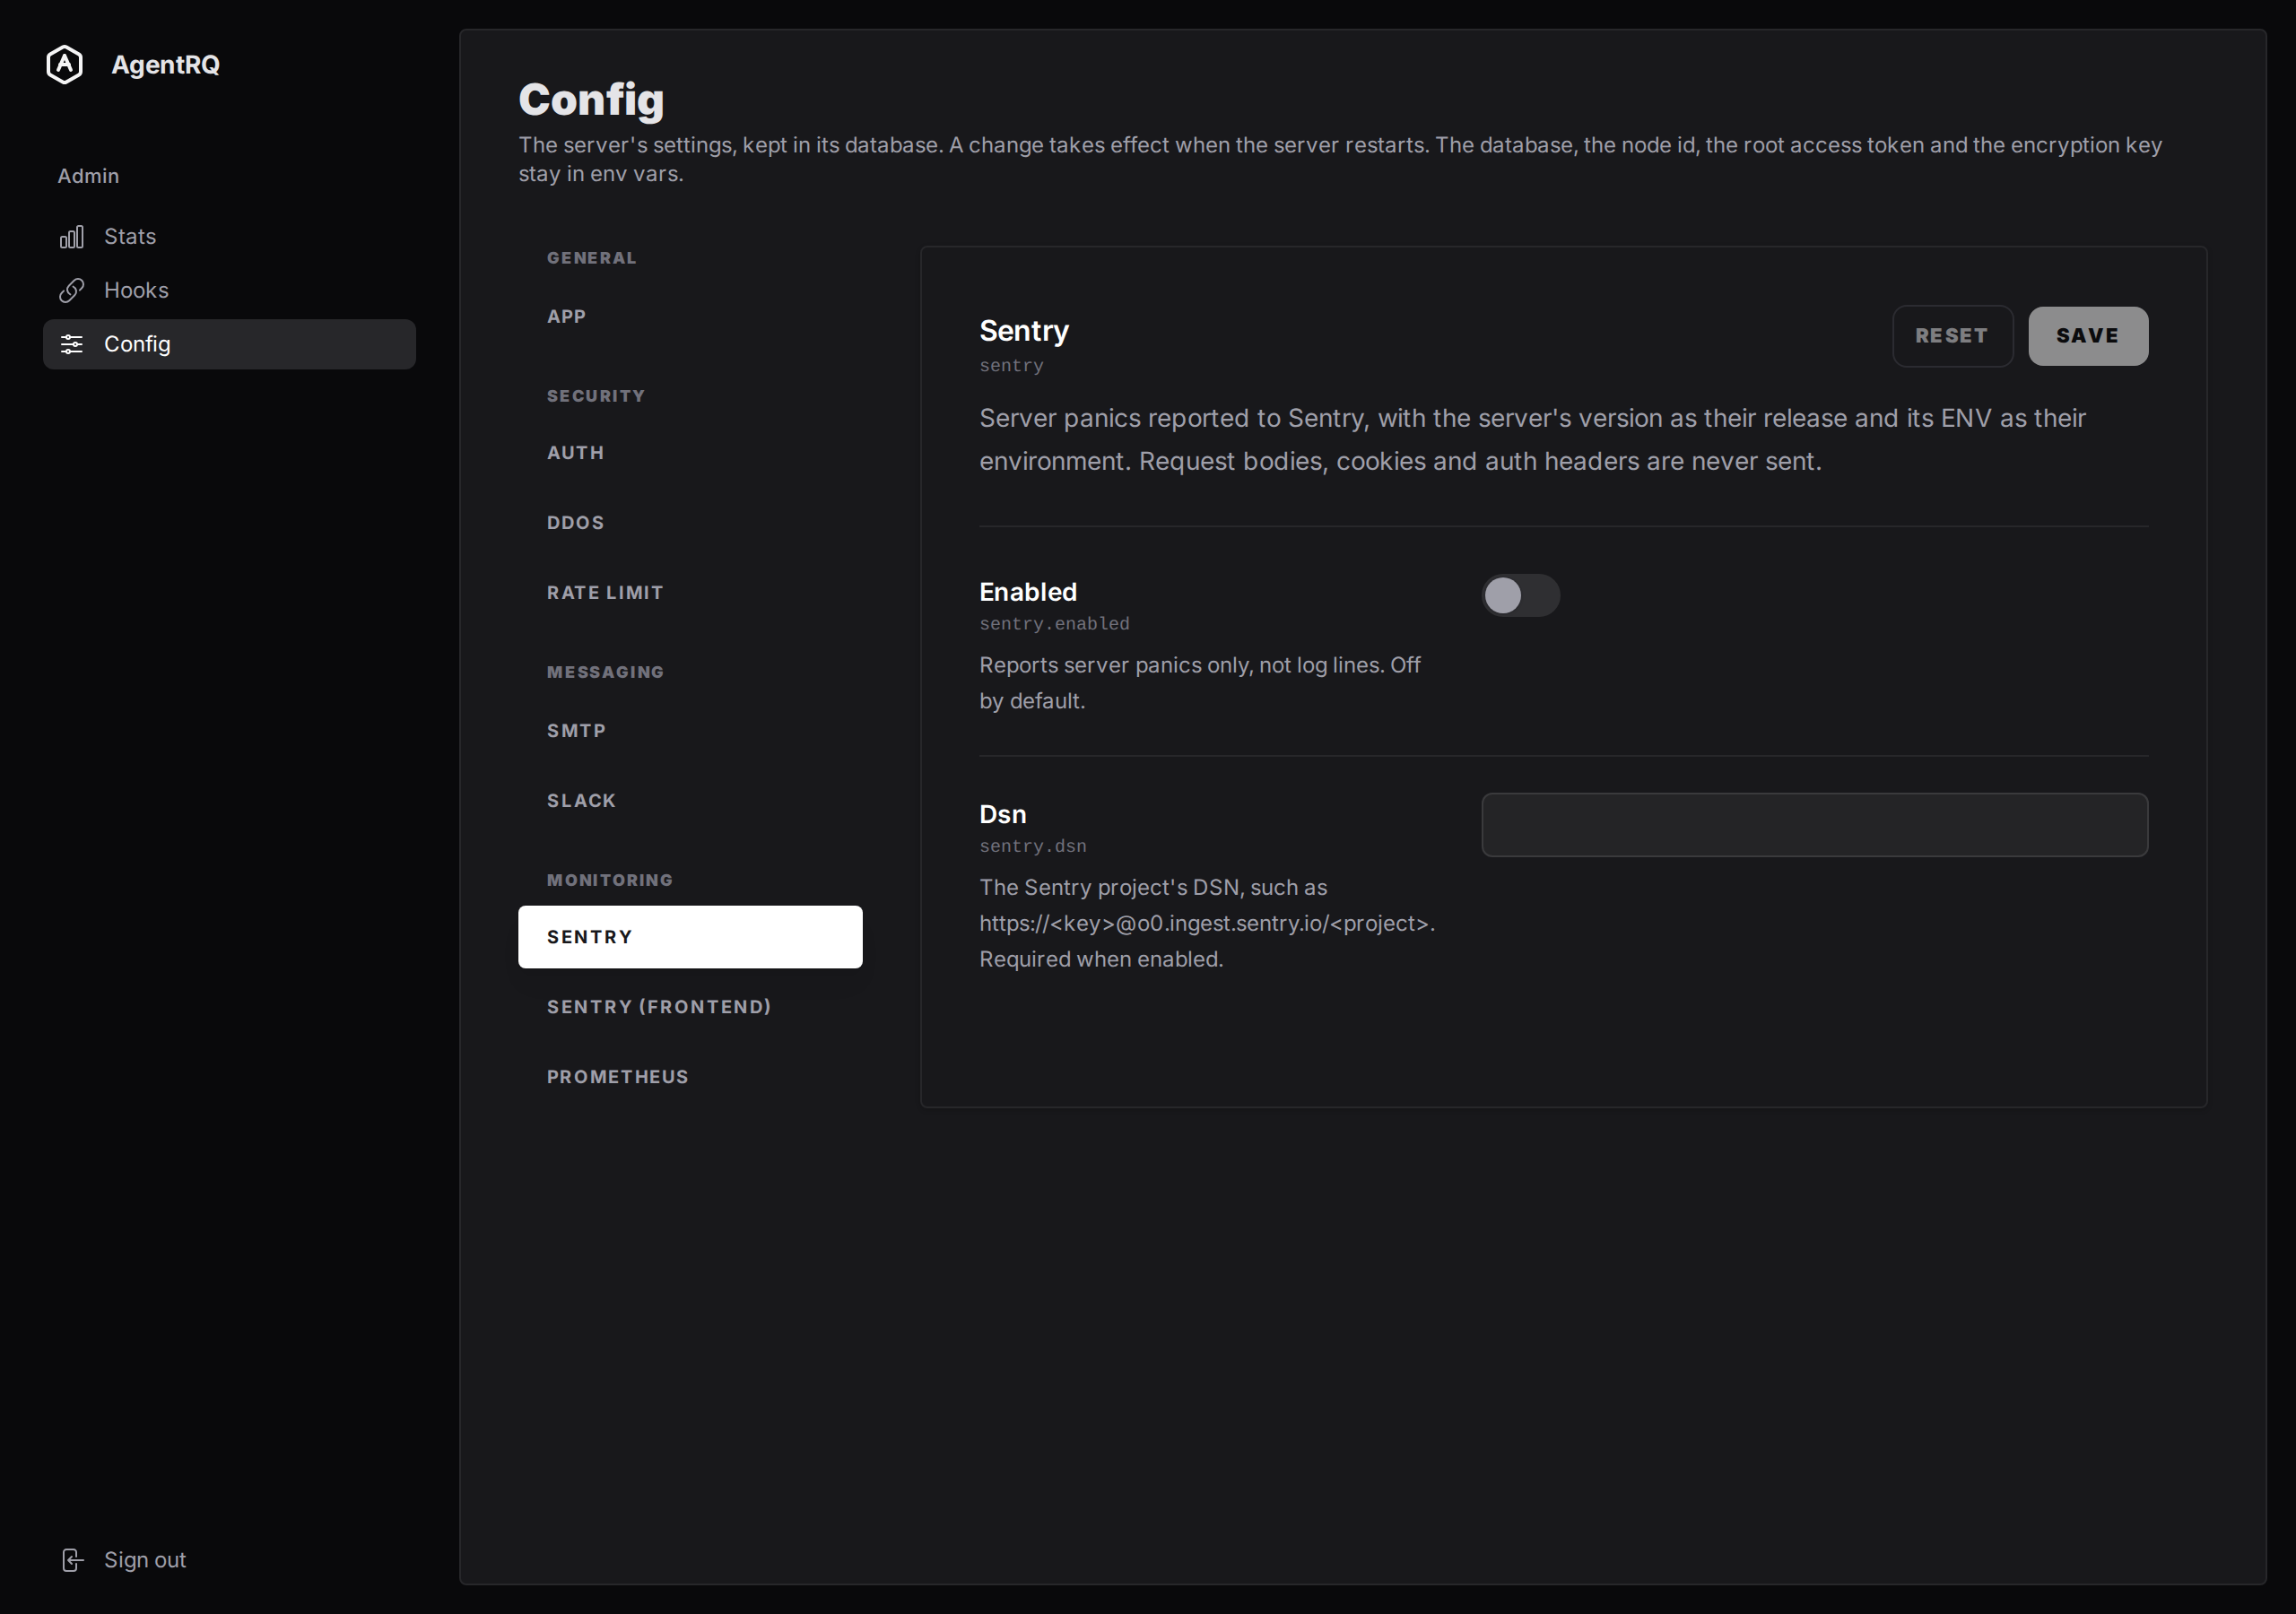 AgentRQ
Admin
Stats
Hooks
Config
Sign out
Config
The server's settings, kept in its database. A change takes effect when the server restarts. The database, the node id, the root access token and the encryption key
stay in env vars.
GENERAL
APP
SECURITY
AUTH
DDOS
RATE LIMIT
MESSAGING
SMTP
SLACK
MONITORING
SENTRY
SENTRY (FRONTEND)
PROMETHEUS
Sentry
sentry
RESET
SAVE
Server panics reported to Sentry, with the server's version as their release and its ENV as their
environment. Request bodies, cookies and auth headers are never sent.
Enabled
sentry.enabled
Reports server panics only, not log lines. Off
by default.
Dsn
sentry.dsn
The Sentry project's DSN, such as
https://<key>@o0.ingest.sentry.io/<project>.
Required when enabled.